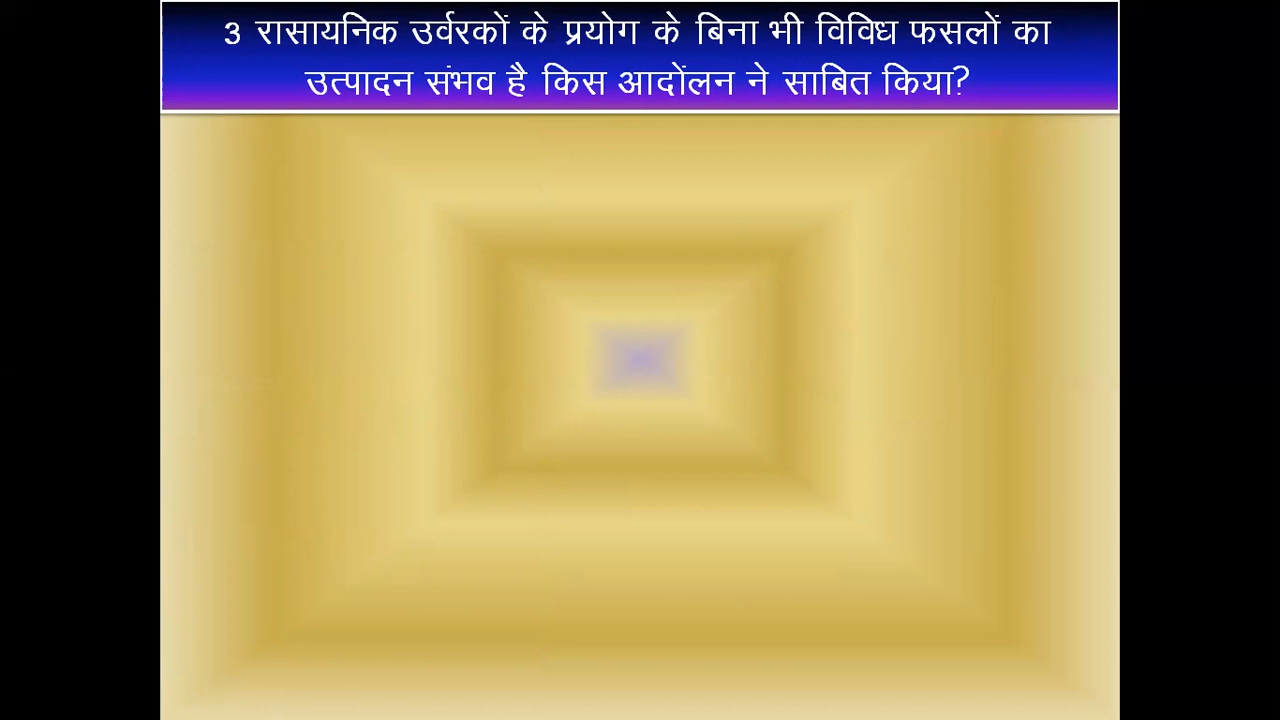 3 रासायनिक उर्वरकों के प्रयोग के बिना भी विविध फसलों का
उत्पादन संभव है किस आदोंलन ने साबित किया?